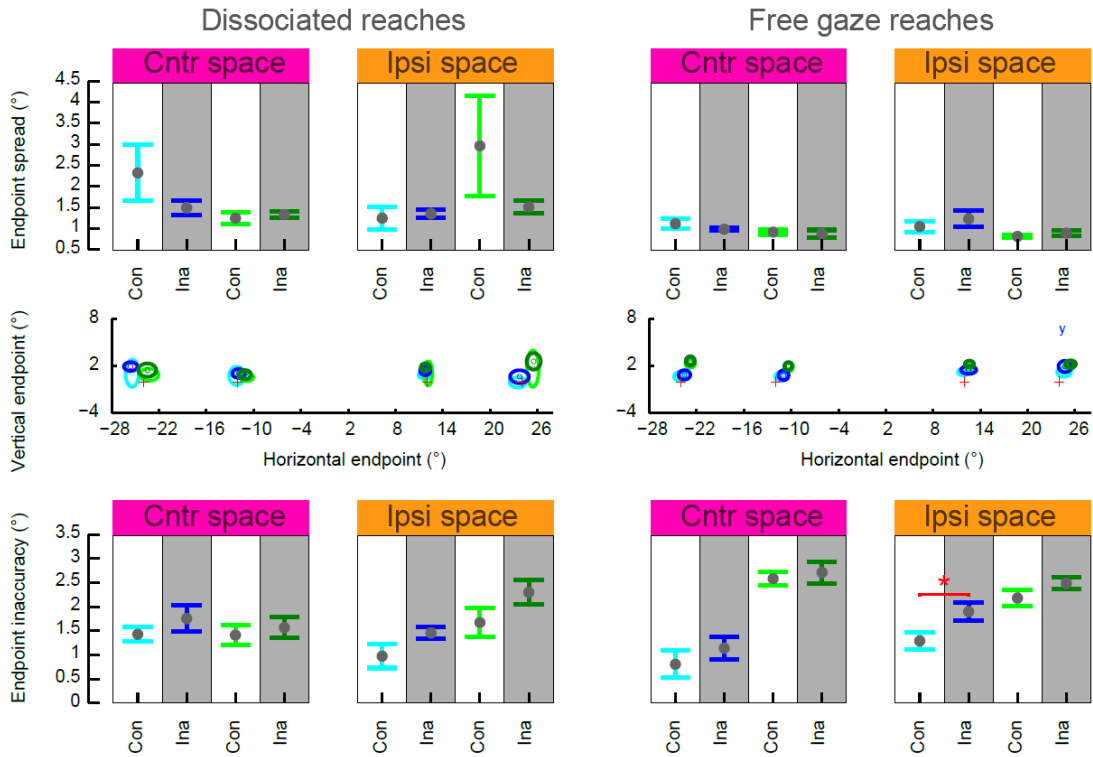 Dissociated reaches Free gaze reaches
Cntr space Ipsi space Cntr space Ipsi space
Endpoint spread (°)
4.5
4
3.5
3
2.5
2
1.5
1
0.5
Con Ina Con Ina Con Ina Con Ina Con Ina Con Ina Con Ina Con Ina
Vertical endpoint (°)
8
2
−4
−28 −22 −16 −10 −4 2 8 14 20 26
Horizontal endpoint (°)
8
2
−4
y
−28 −22 −16 −10 −4 2 8 14 20 26
Horizontal endpoint (°)
Cntr space Ipsi space Cntr space Ipsi space
Endpoint inaccuracy (°)
3.5
3
2.5
2
1.5
1
0.5
0
*
Con Ina Con Ina Con Ina Con Ina Con Ina Con Ina Con Ina Con Ina